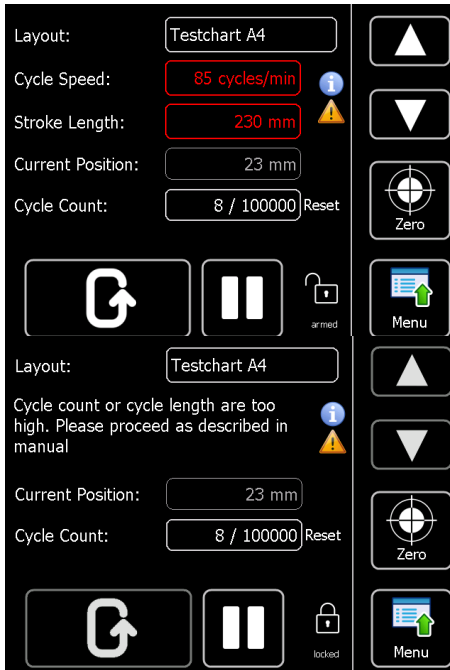 Layout: Testchart A4
Cycle Speed: 85 cycles/min
Stroke Length: 230 mm
Current Position: 23 mm
Cycle Count: 8 / 100000 Reset
Zero
armed
Menu
Layout: Testchart A4
Cycle count or cycle length are too
high. Please proceed as described in
manual
Current Position: 23 mm
Cycle Count: 8 / 100000 Reset
Zero
locked
Menu